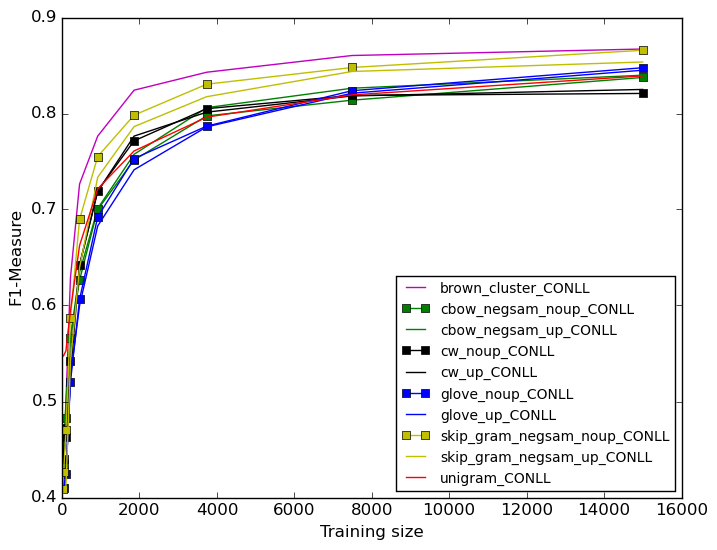 0.9
0.8
0.7
0.6
0.5
0.4
F1-Measure
brown_cluster_CONLL
cbow_negsam_noup_CONLL
cbow_negsam_up_CONLL
cw_noup_CONLL
cw_up_CONLL
glove_noup_CONLL
glove_up_CONLL
skip_gram_negsam_noup_CONLL
skip_gram_negsam_up_CONLL
unigram_CONLL
0 2000 4000 6000 8000 10000 12000 14000 16000
Training size